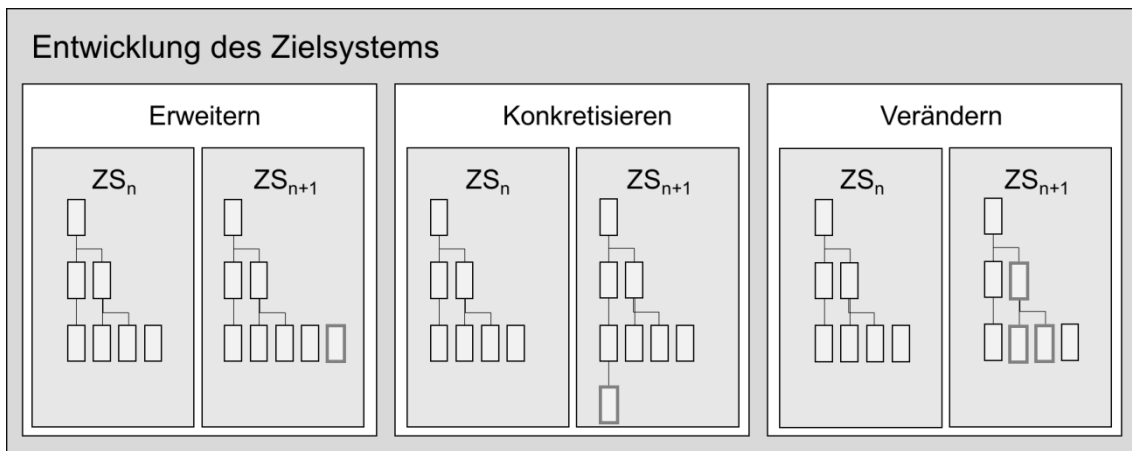 Entwicklung des Zielsystems
Erweitern
ZSn
ZSn+1
Konkretisieren
ZSn
ZSn+1
Verändern
ZSn
ZSn+1